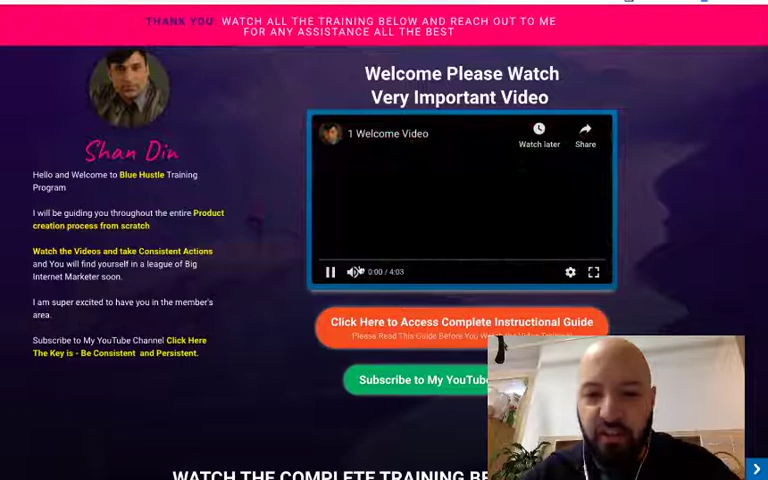 THANK YOU WATCH ALL THE TRAINING BELOW AND REACH OUT TO ME
FOR ANY ASSISTANCE ALL THE BEST
Shan Din
Hello and Welcome to Blue Hustle Training
Program
I will be guiding you throughout the entire Product
creation process from scratch
Watch the Videos and take Consistent Actions
and You will find yourself in a league of Big
Internet Marketer soon.
I am super excited to have you in the member's
area.
Subscribe to My YouTube Channel Click Here
The Key is - Be Consistent and Persistent.
Welcome Please Watch
Very Important Video
1 Welcome Video
Watch later
Share
0:00 / 4:03
Click Here to Access Complete Instructional Guide
Please Read This Guide Before You
Subscribe to My YouTube
WATCH THE COMPLETE TRAINING